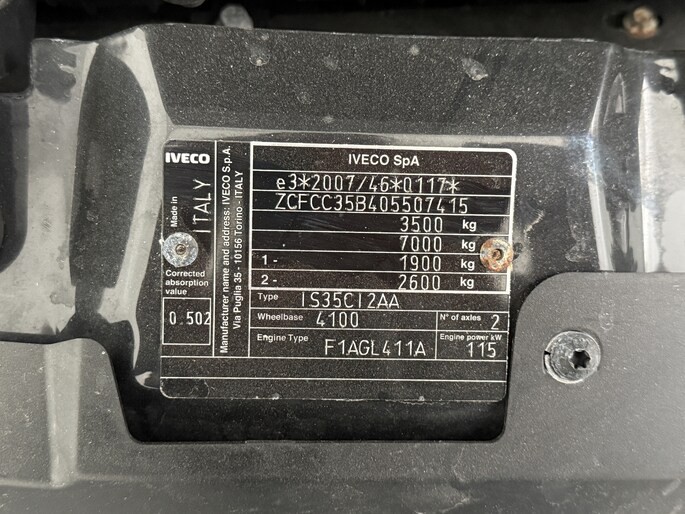 IVECO
Made in
ITALY
Corrected
absorption
value
0.502
Manufacturer name and address: IVECO S.p.A.
Via Puglia 35 - 10156 Torino - ITALY
IVECO SpA
e3*2007/46*0117*
ZCFCC35B405507415
3500 kg
7000 kg
1 - 1900 kg
2 - 2600 kg
Type IS35CI2AA
Wheelbase 4100 N° of axles 2
Engine Type F1AGL411A Engine power kW 115